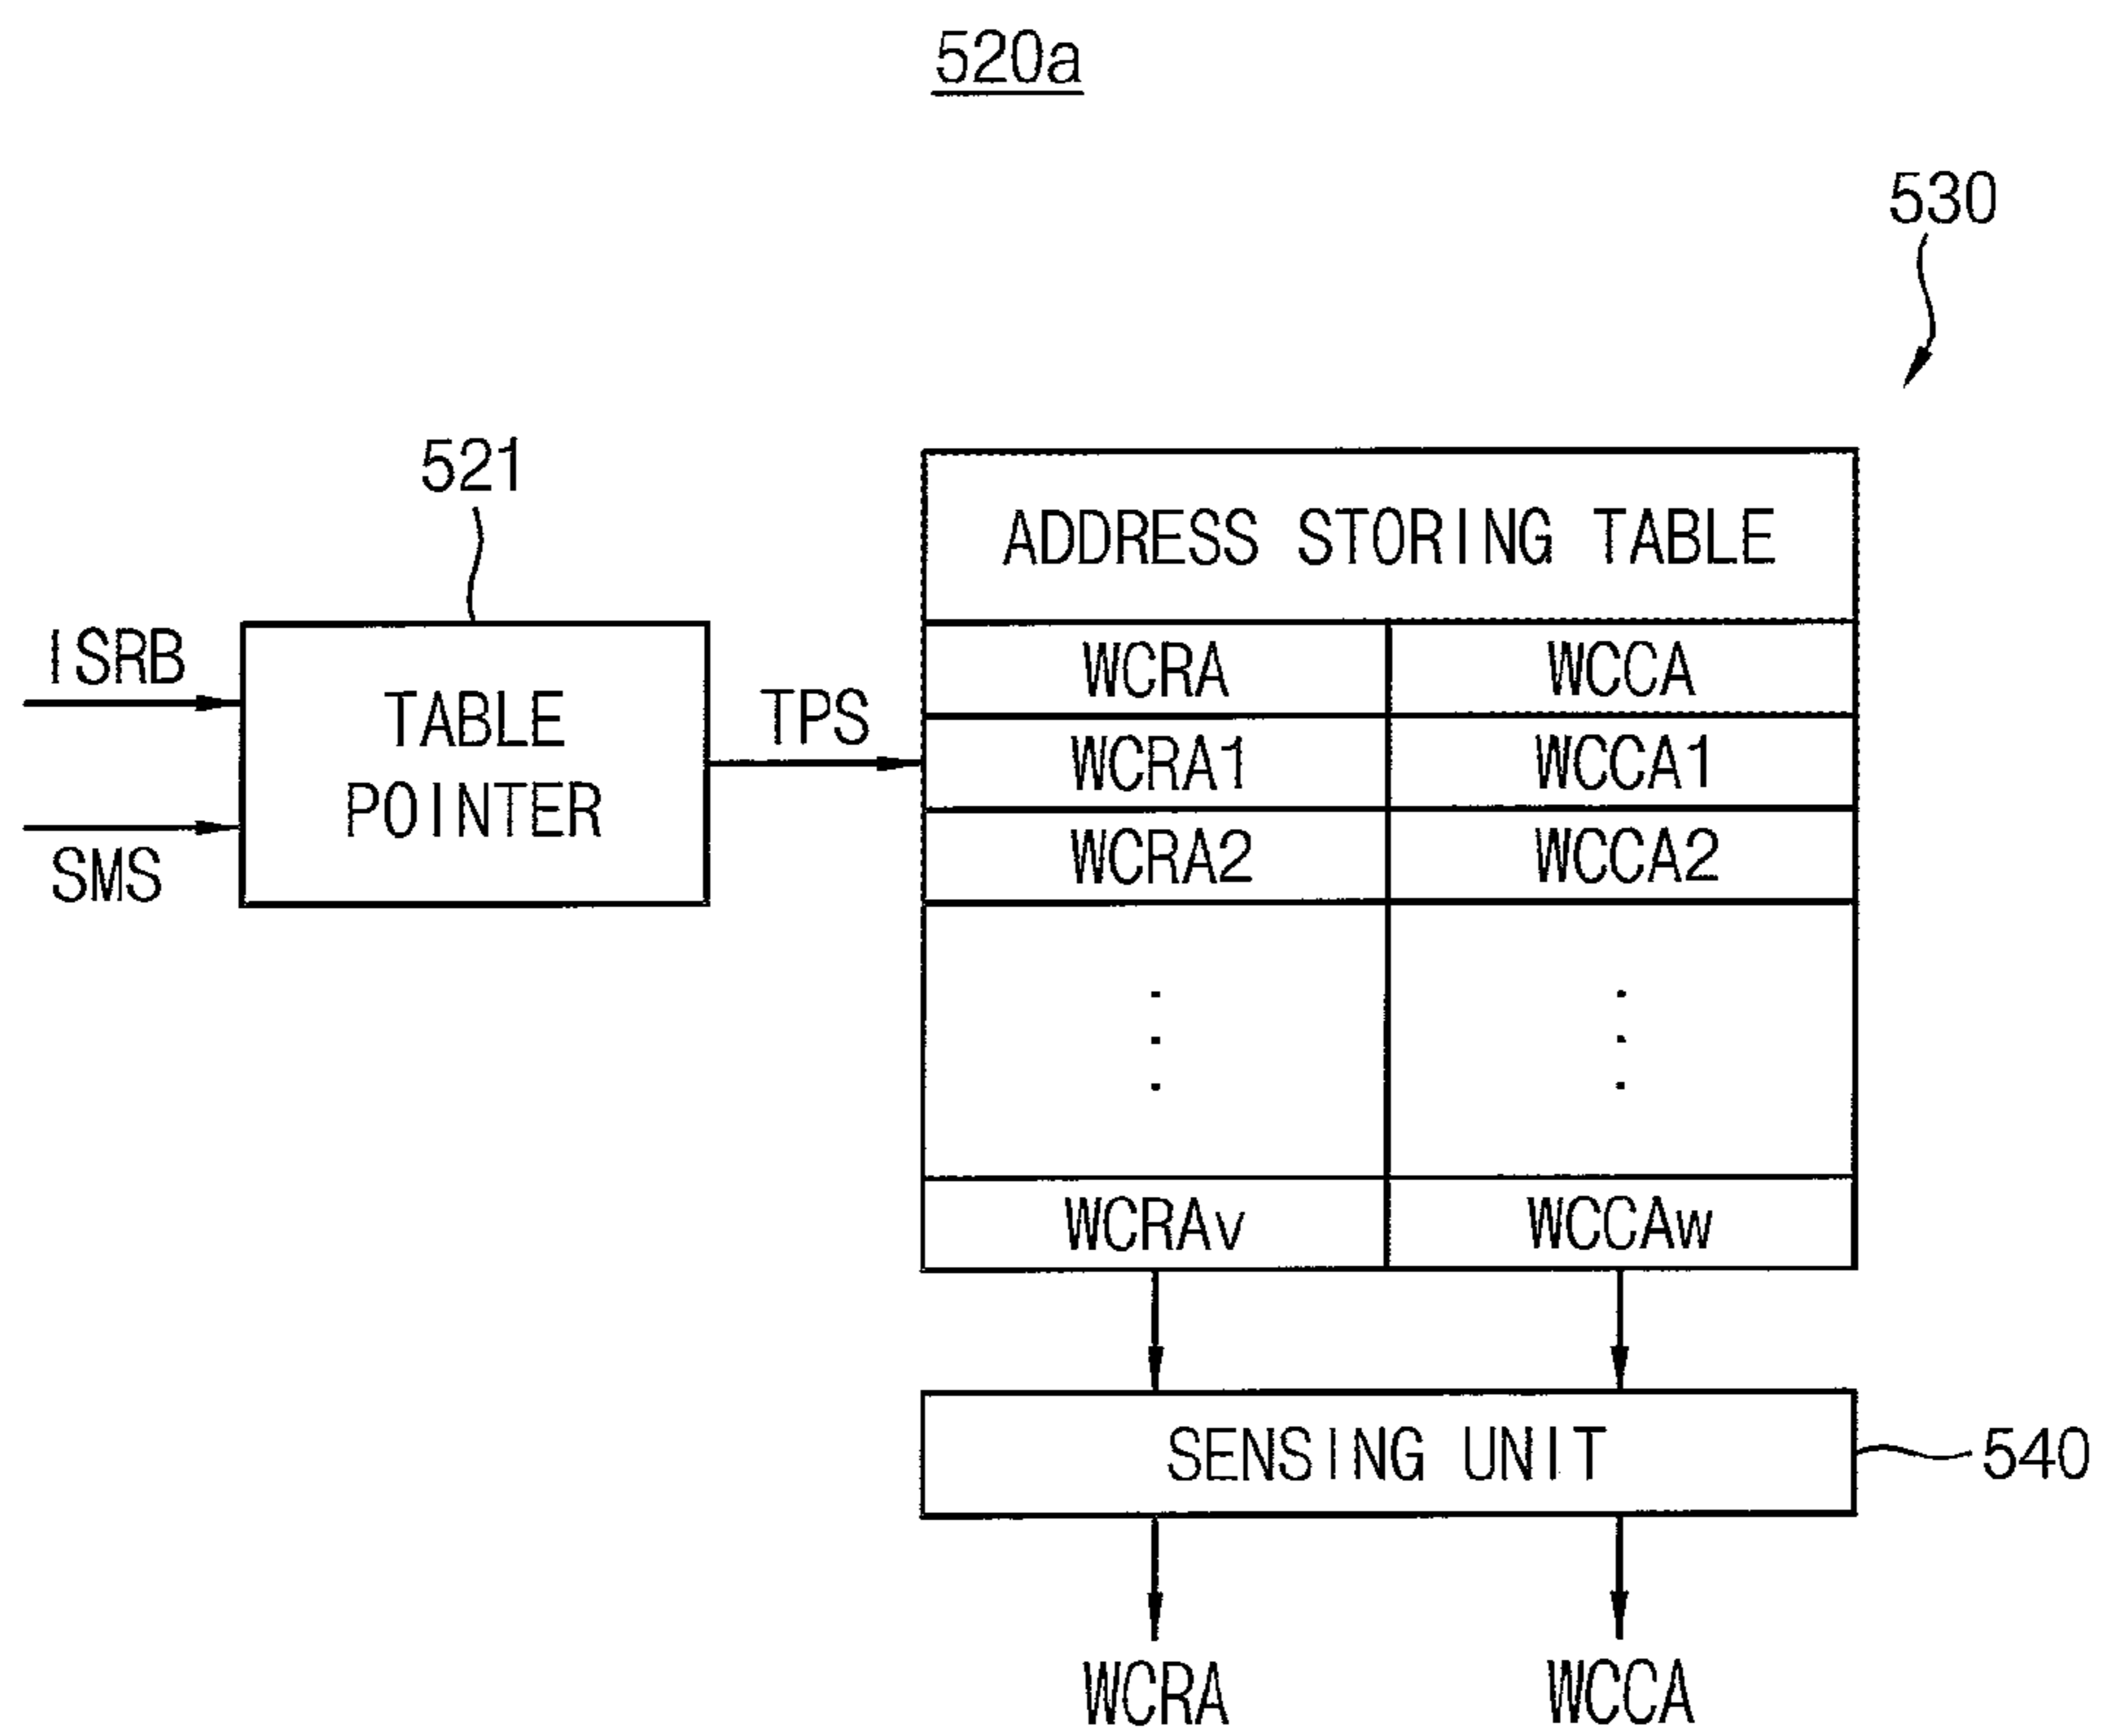 520a
530
521
ADDRESS STORING TABLE
ISRB
TABLE
POINTER
SMS
TPS
WCRA WCCA
WCRA1 WCCA1
WCRA2 WCCA2
WCRAv WCCAw
SENSING UNIT
540
WCRA WCCA